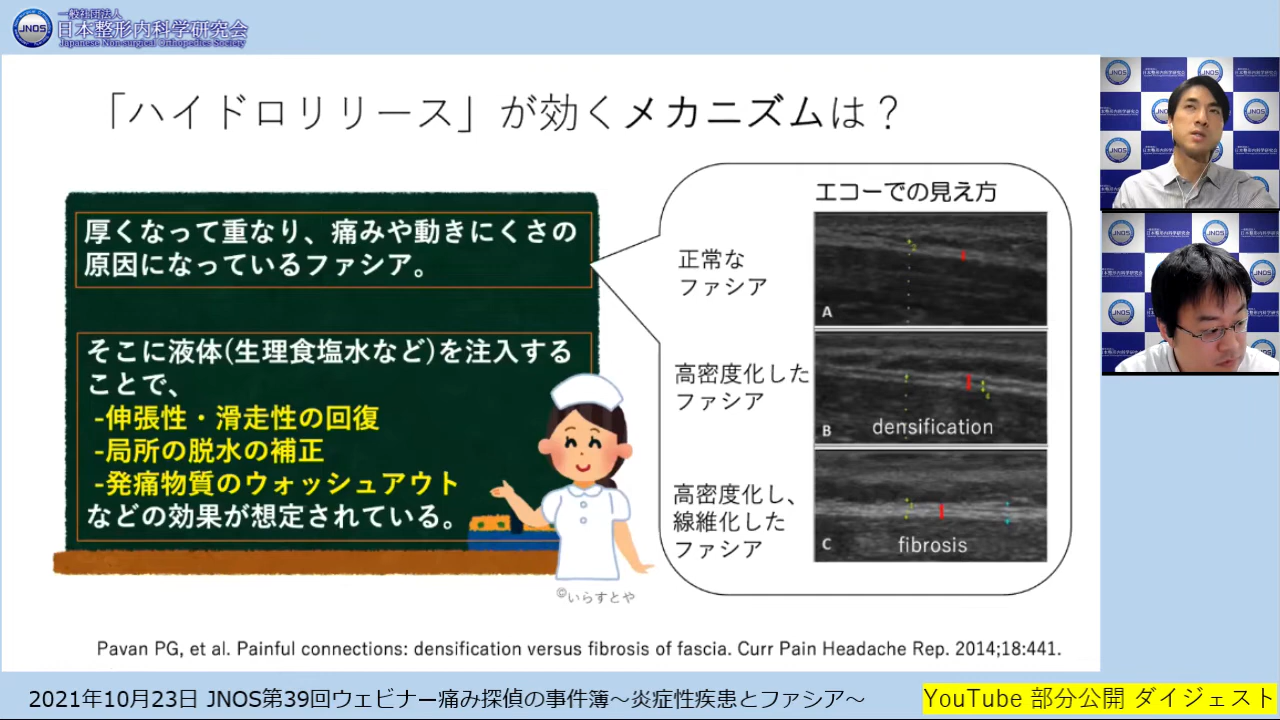 一般社団法人
日本整形内科学研究会
Japanese Non-surgical Orthopedics Society
JNOS
「ハイドロリリース」が効くメカニズムは？
厚くなって重なり、痛みや動きにくさの
原因になっているファシア。
そこに液体(生理食塩水など)を注入する
ことで、
-伸張性・滑走性の回復
-局所の脱水の補正
-発痛物質のウォッシュアウト
などの効果が想定されている。
©いらすとや
エコーでの見え方
正常な
ファシア
A
高密度化した
ファシア
B
densification
高密度化し、
線維化した
ファシア
C
fibrosis
Pavan PG, et al. Painful connections: densification versus fibrosis of fascia. Curr Pain Headache Rep. 2014;18:441.
2021年10月23日 JNOS第39回ウェビナー痛み探偵の事件簿～炎症性疾患とファシア～
YouTube 部分公開 ダイジェスト